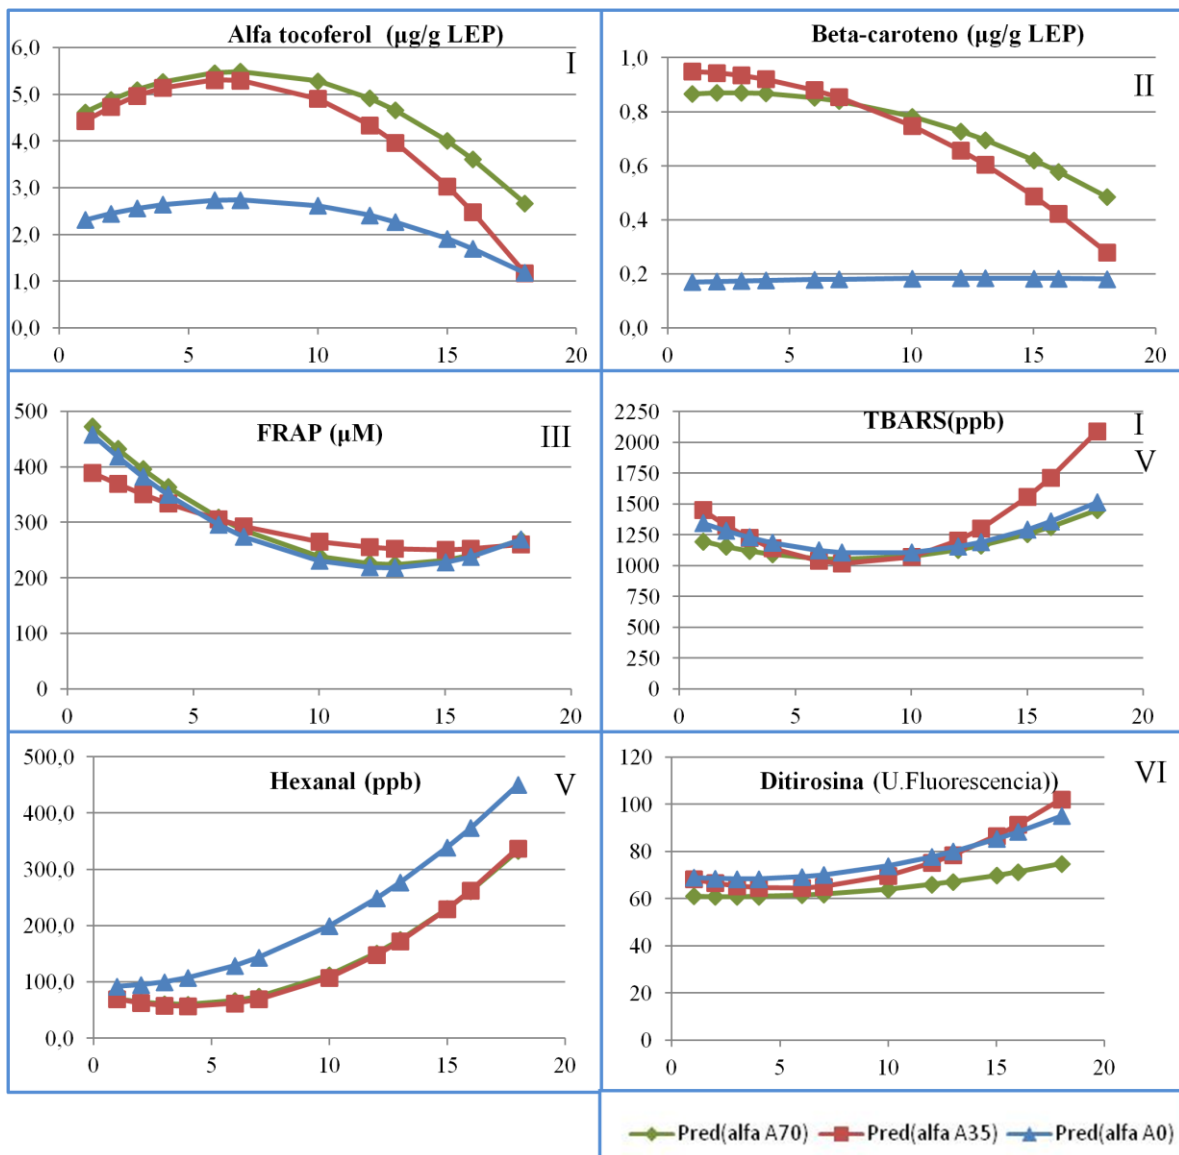 Alfa tocoferol (µg/g LEP)
I
6,0
5,0
4,0
3,0
2,0
1,0
0,0
0 5 10 15 20
Beta-caroteno (µg/g LEP)
II
1,0
0,8
0,6
0,4
0,2
0,0
0 5 10 15 20
FRAP (µM)
III
500
400
300
200
100
0
0 5 10 15 20
TBARS(ppb)
I
V
2250
2000
1750
1500
1250
1000
750
500
250
0
0 5 10 15 20
Hexanal (ppb)
V
500,0
400,0
300,0
200,0
100,0
0,0
0 5 10 15 20
Ditirosina (U.Fluorescencia))
VI
120
100
80
60
40
20
0
0 5 10 15 20
Pred(alfa A70) Pred(alfa A35) Pred(alfa A0)